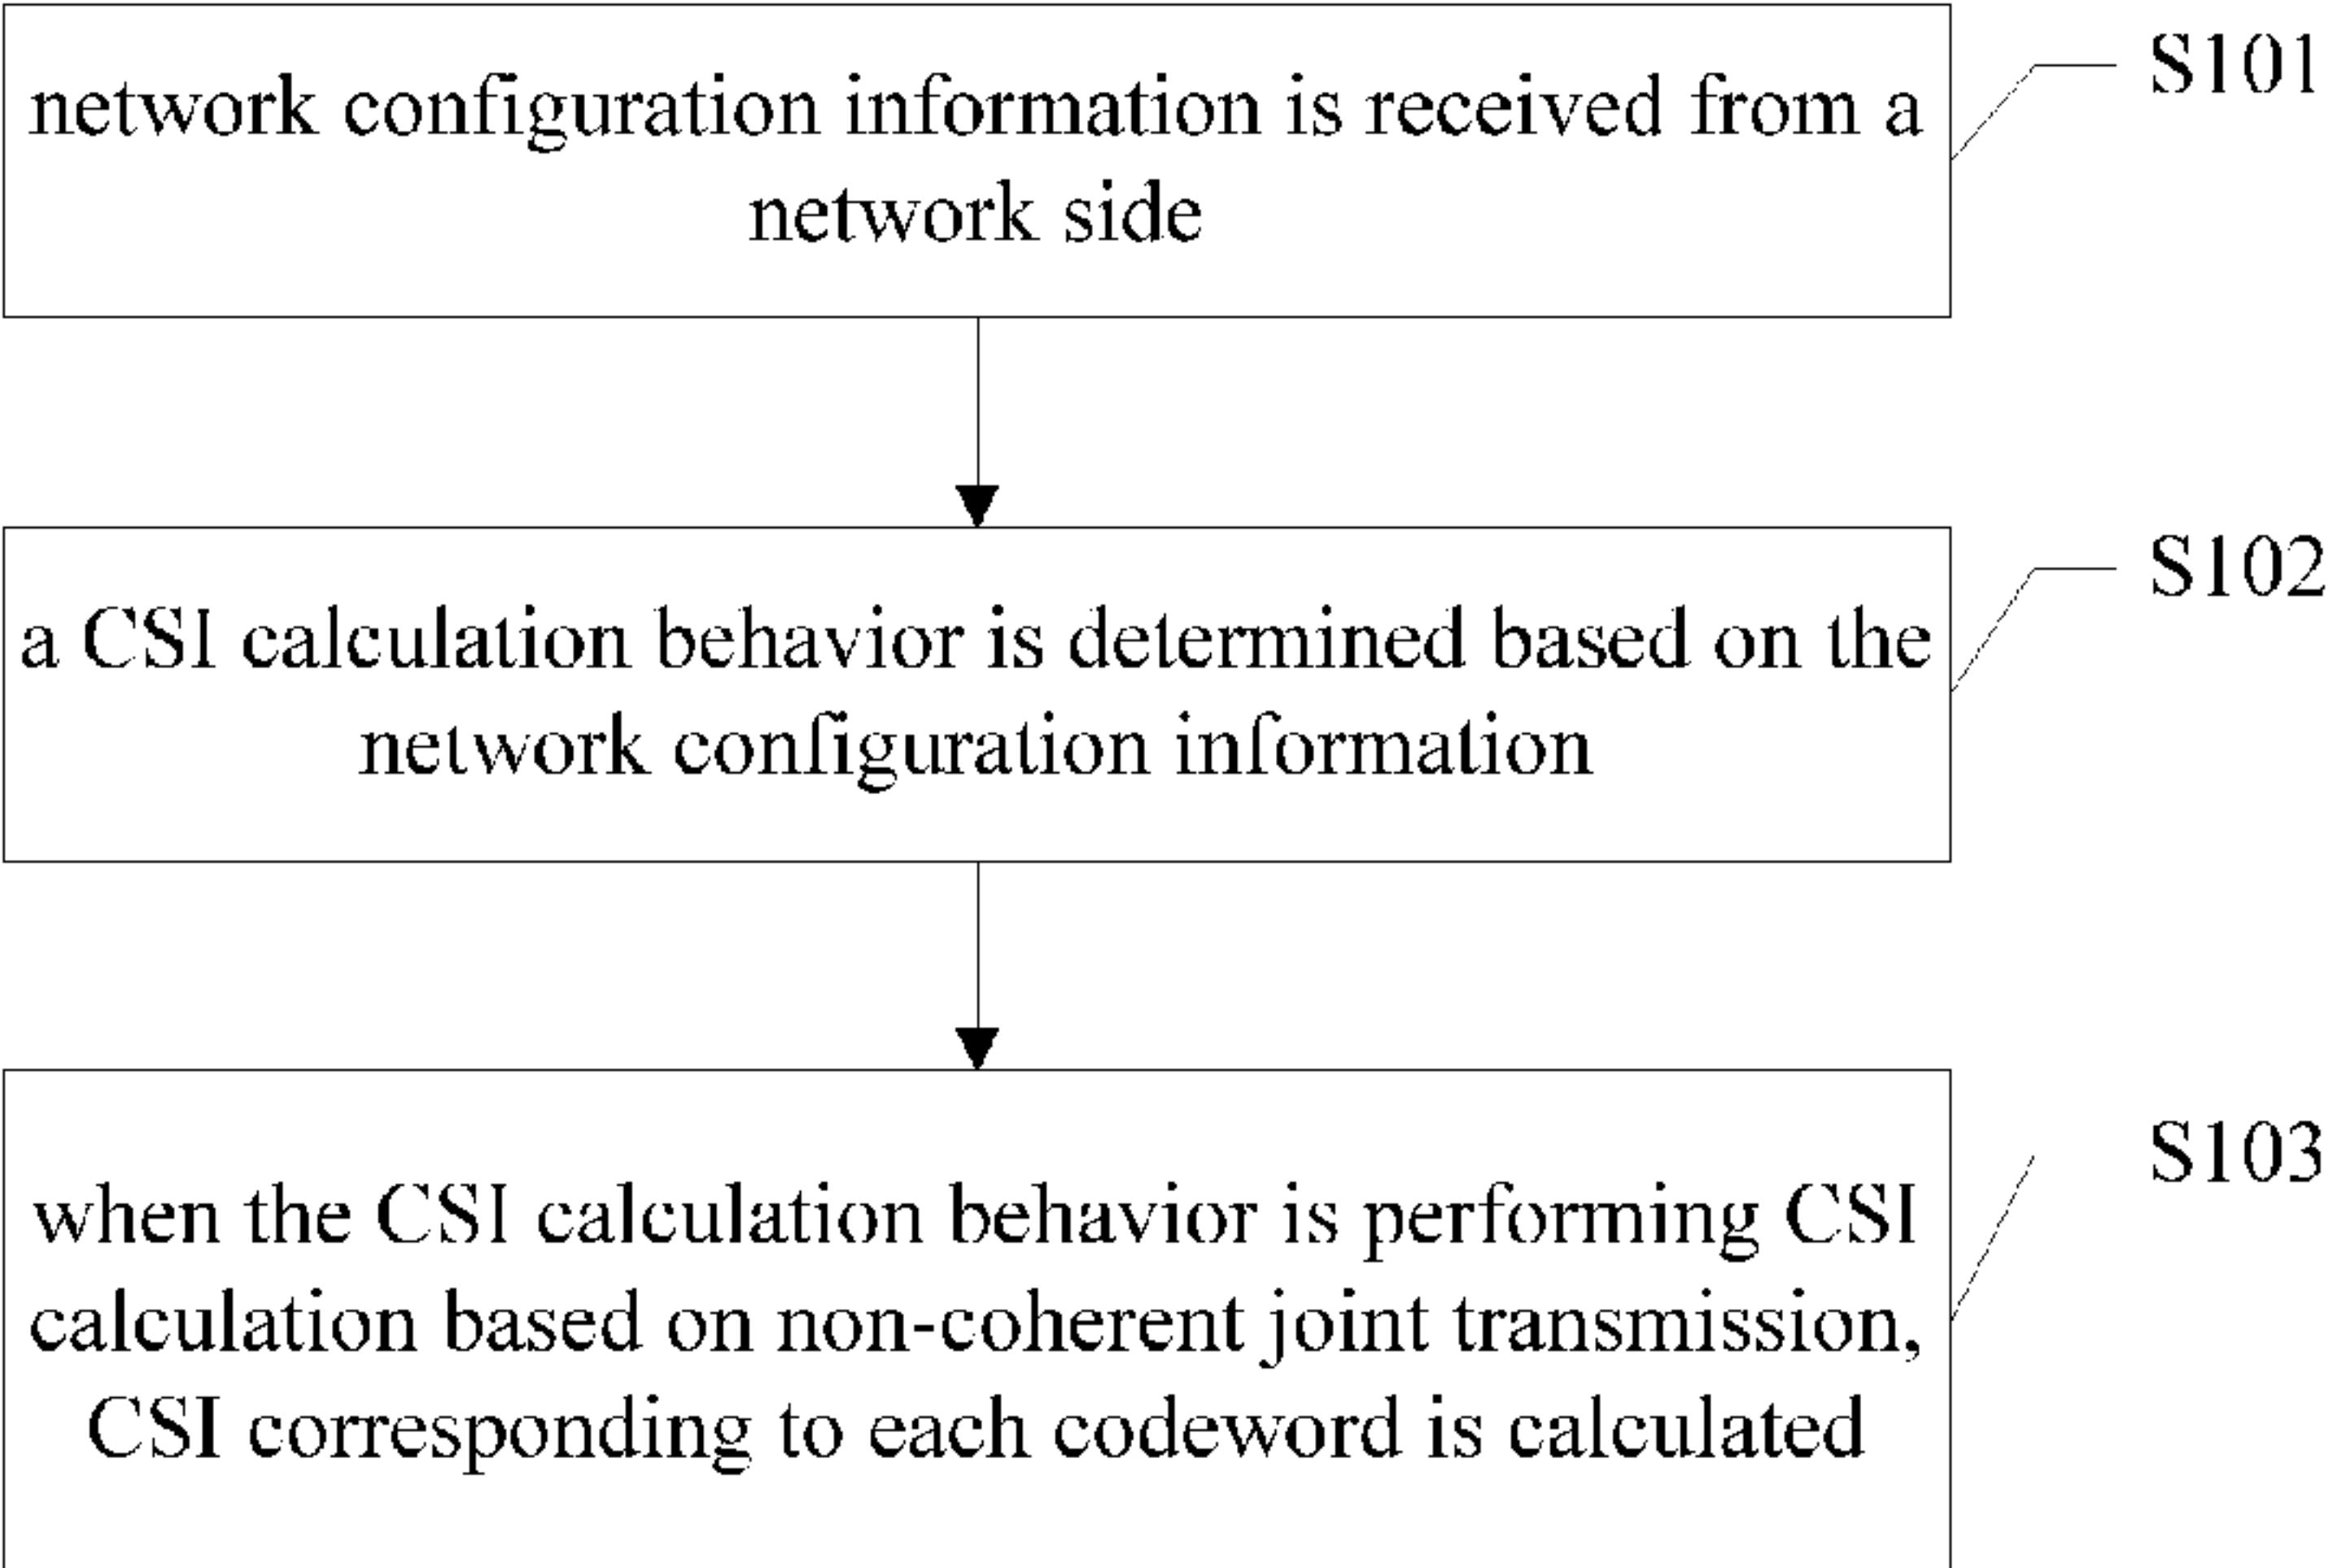 network configuration information is received from a
network side
S101
a CSI calculation behavior is determined based on the
network configuration information
S102
when the CSI calculation behavior is performing CSI
calculation based on non-coherent joint transmission,
CSI corresponding to each codeword is calculated
S103